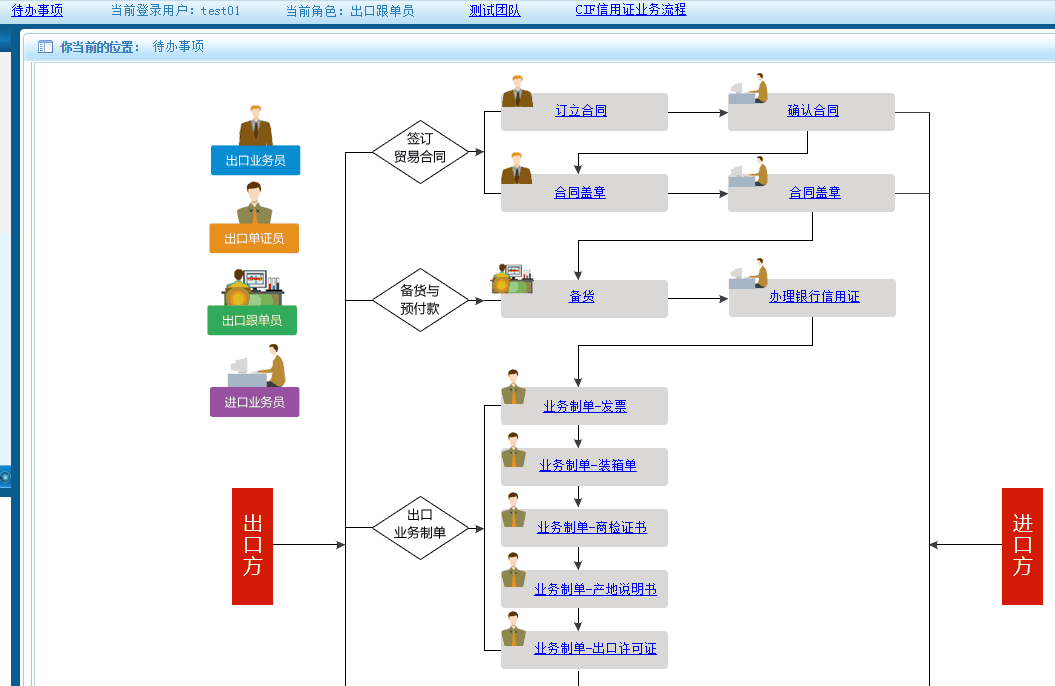 待办事项 当前登录用户：test01 当前角色：出口跟单员 测试团队 CIF信用证业务流程
你当前的位置： 待办事项
出口业务员
出口单证员
出口跟单员
进口业务员
签订
贸易合同
订立合同
确认合同
合同盖章
合同盖章
备货与
预付款
备货
办理银行信用证
出口
业务制单
业务制单-发票
业务制单-装箱单
业务制单-商检证书
业务制单-产地说明书
业务制单-出口许可证
出口方
进口方